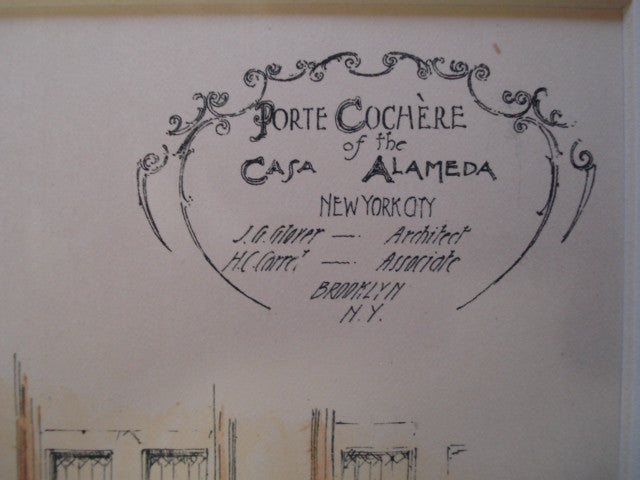 PORTE COCHÈRE
of the
CASA ALAMEDA
NEW YORK CITY
J. G. Glover — Architect
H. C. Carrel — Associate
BROOKLYN
N. Y.